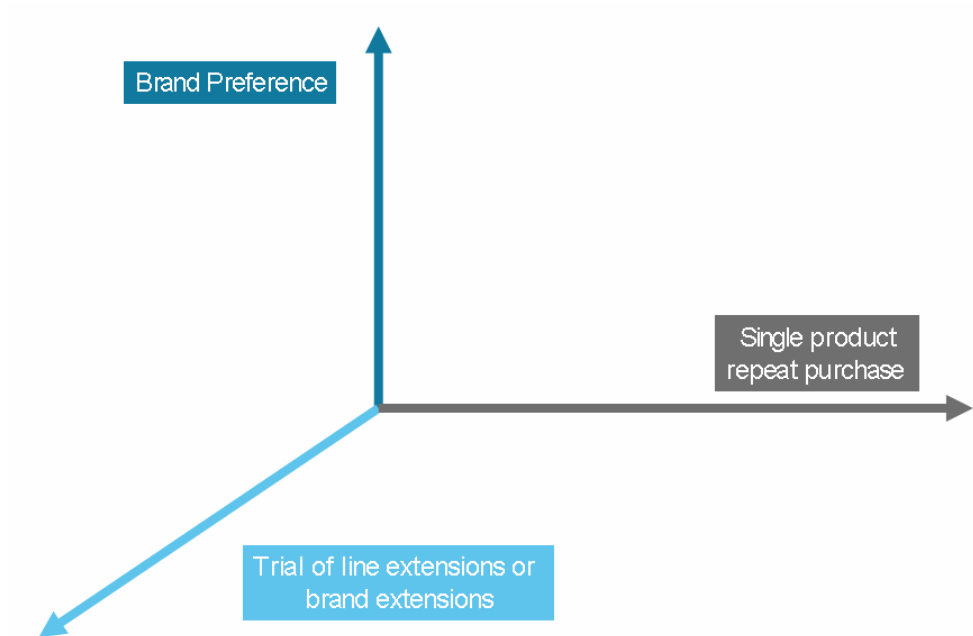 Brand Preference
Single product
repeat purchase
Trial of line extensions or
brand extensions